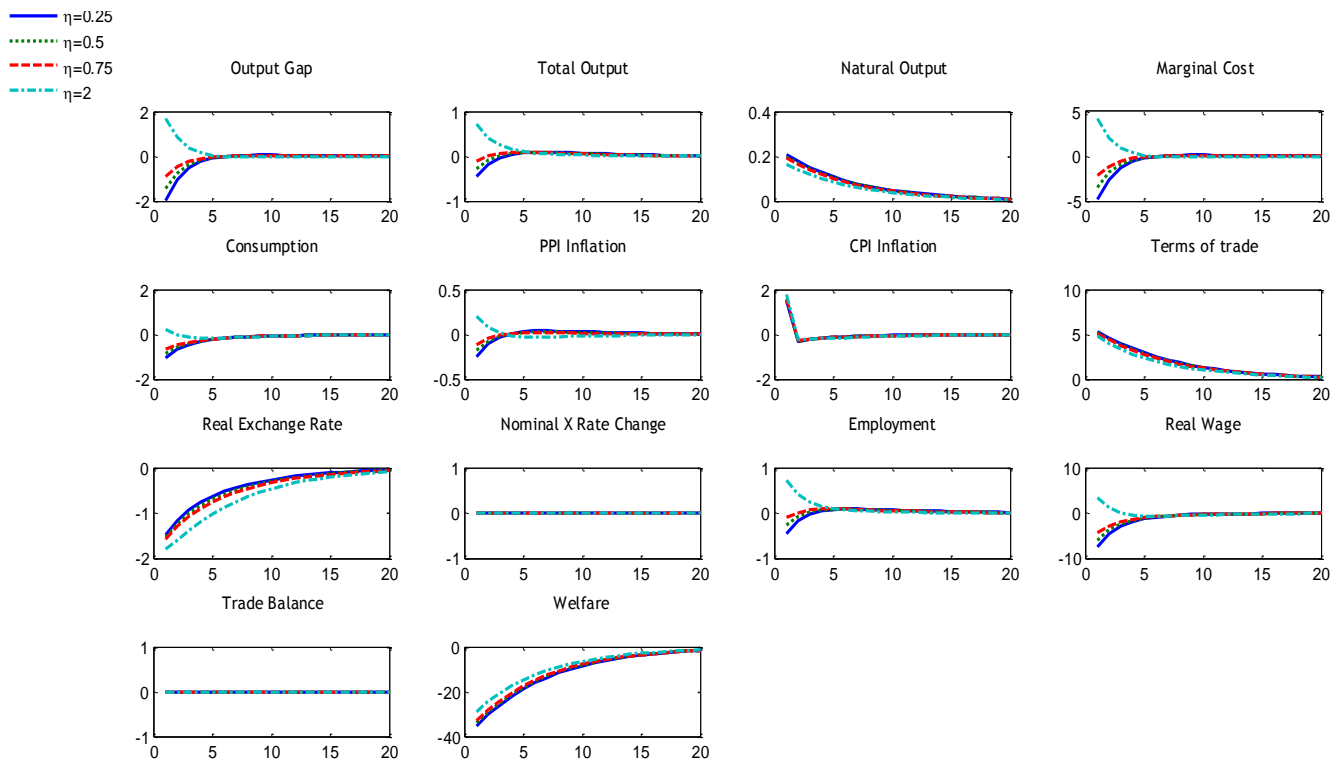 η=0.25
η=0.5
η=0.75
η=2
Output Gap
Total Output
Natural Output
Marginal Cost
2
0
-2
0 5 10 15 20
1
0
-1
0 5 10 15 20
0.4
0.2
0
0 5 10 15 20
5
0
-5
0 5 10 15 20
Consumption
PPI Inflation
CPI Inflation
Terms of trade
2
0
-2
0 5 10 15 20
0.5
0
-0.5
0 5 10 15 20
2
0
-2
0 5 10 15 20
10
5
0
0 5 10 15 20
Real Exchange Rate
Nominal X Rate Change
Employment
Real Wage
0
-1
-2
0 5 10 15 20
1
0
-1
0 5 10 15 20
1
0
-1
0 5 10 15 20
10
0
-10
0 5 10 15 20
Trade Balance
Welfare
1
0
-1
0 5 10 15 20
0
-20
-40
0 5 10 15 20